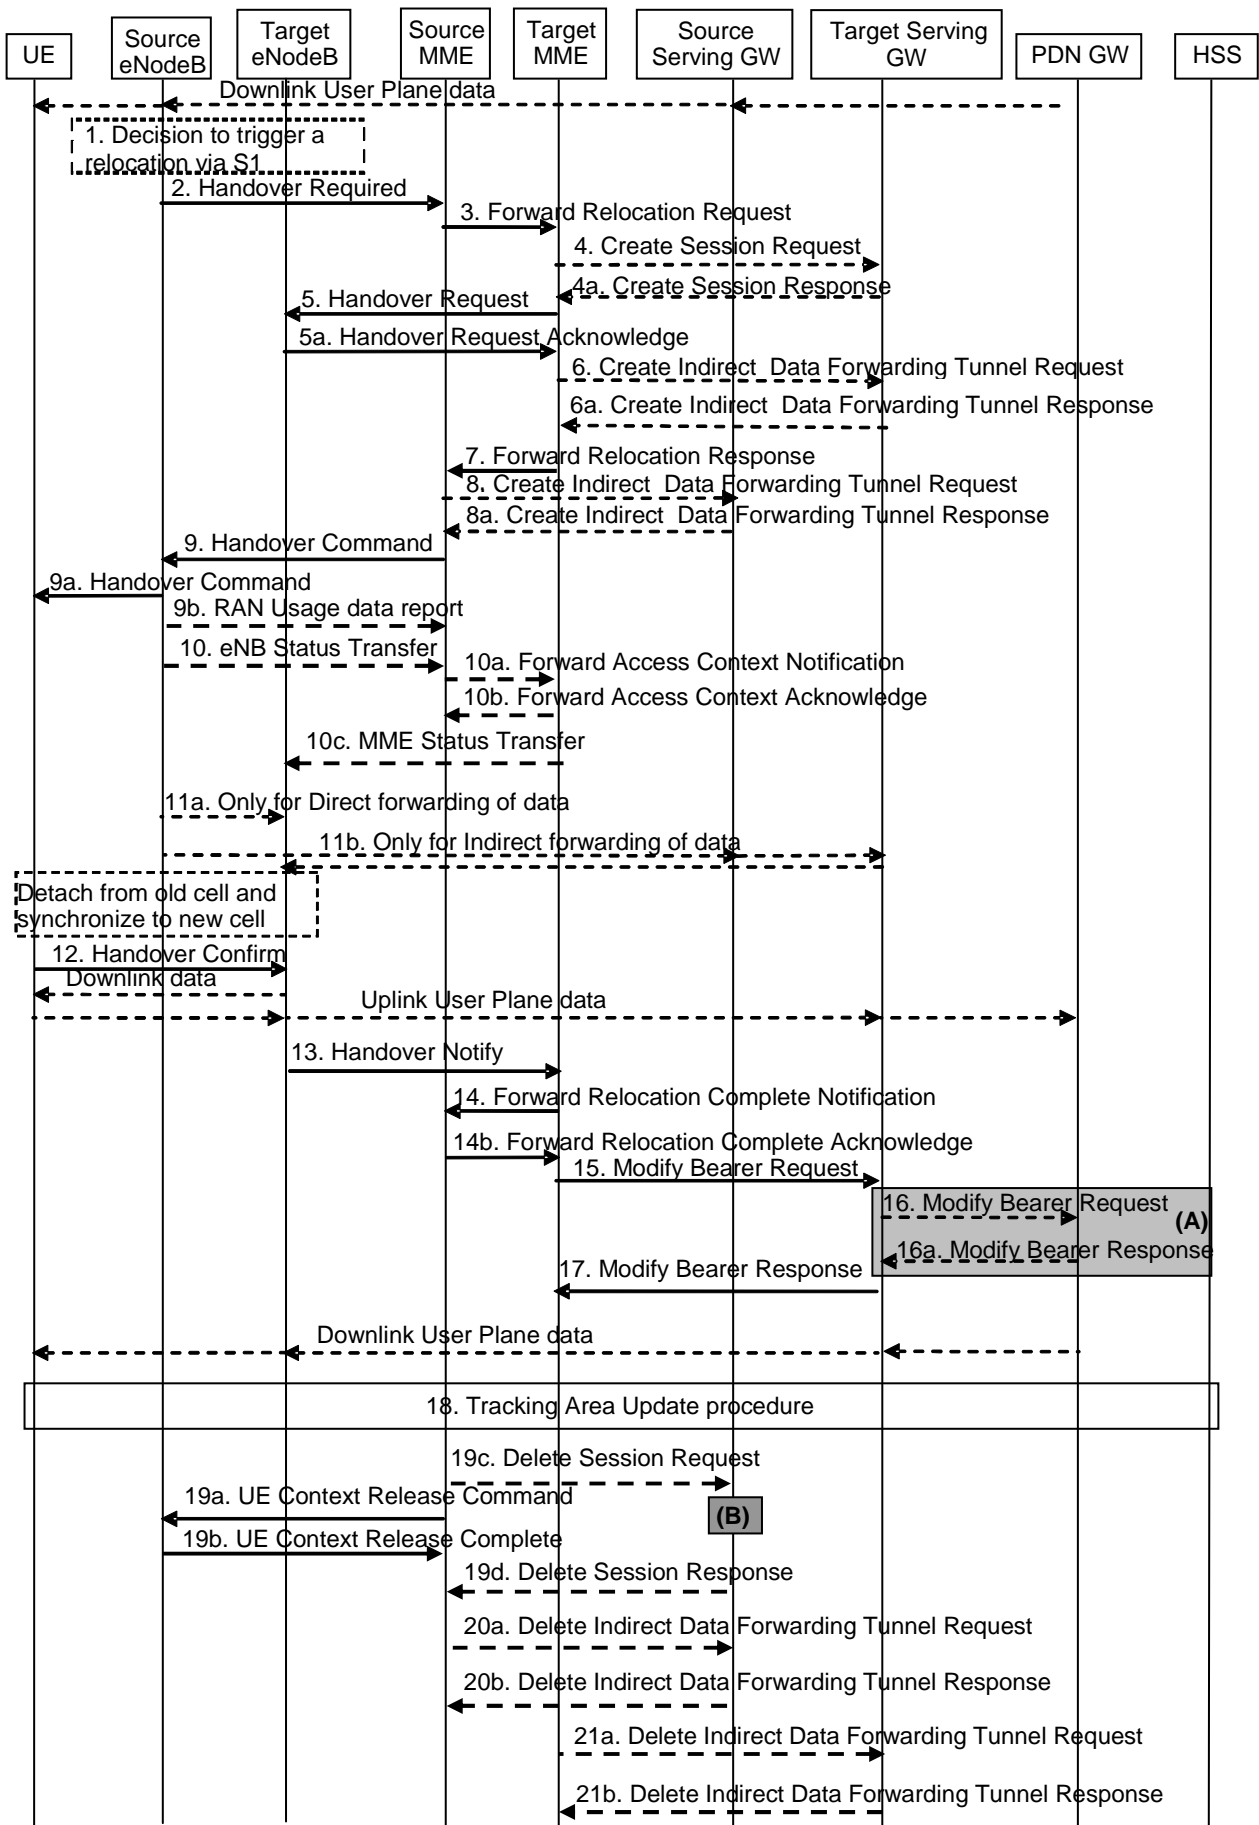 UE
Source
eNodeB
Target
eNodeB
Source
MME
Target
MME
Source
Serving GW
Target Serving
GW
PDN GW
HSS
Downlink User Plane data
1. Decision to trigger a
relocation via S1
2. Handover Required
3. Forward Relocation Request
4. Create Session Request
4a. Create Session Response
5. Handover Request
5a. Handover Request Acknowledge
6. Create Indirect Data Forwarding Tunnel Request
6a. Create Indirect Data Forwarding Tunnel Response
7. Forward Relocation Response
8. Create Indirect Data Forwarding Tunnel Request
8a. Create Indirect Data Forwarding Tunnel Response
9. Handover Command
9a. Handover Command
9b. RAN Usage data report
10. eNB Status Transfer
10a. Forward Access Context Notification
10b. Forward Access Context Acknowledge
10c. MME Status Transfer
11a. Only for Direct forwarding of data
11b. Only for Indirect forwarding of data
Detach from old cell and
synchronize to new cell
12. Handover Confirm
Downlink data
Uplink User Plane data
13. Handover Notify
14. Forward Relocation Complete Notification
14b. Forward Relocation Complete Acknowledge
15. Modify Bearer Request
16. Modify Bearer Request
(A)
16a. Modify Bearer Response
17. Modify Bearer Response
Downlink User Plane data
18. Tracking Area Update procedure
19c. Delete Session Request
19a. UE Context Release Command
(B)
19b. UE Context Release Complete
19d. Delete Session Response
20a. Delete Indirect Data Forwarding Tunnel Request
20b. Delete Indirect Data Forwarding Tunnel Response
21a. Delete Indirect Data Forwarding Tunnel Request
21b. Delete Indirect Data Forwarding Tunnel Response